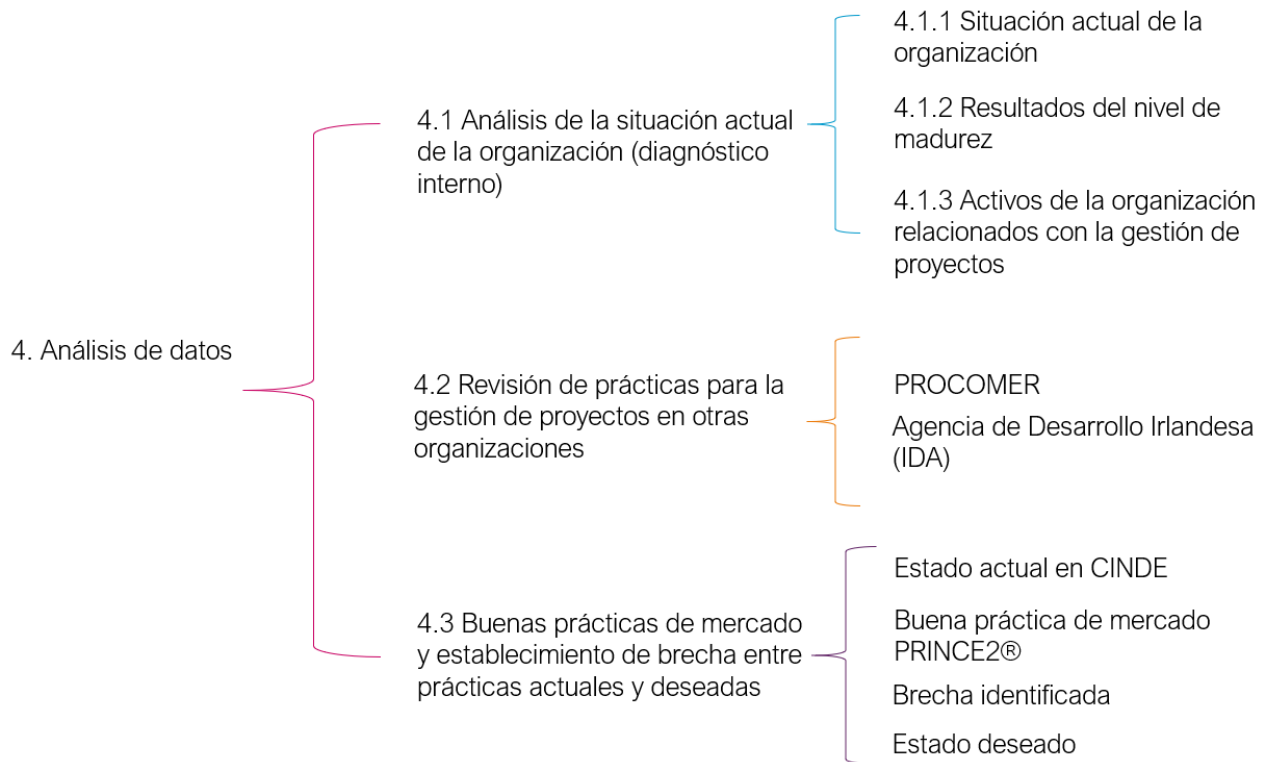 4. Análisis de datos
4.1 Análisis de la situación actual
de la organización (diagnóstico
interno)
4.1.1 Situación actual de la
organización
4.1.2 Resultados del nivel de
madurez
4.1.3 Activos de la organización
relacionados con la gestión de
proyectos
4.2 Revisión de prácticas para la
gestión de proyectos en otras
organizaciones
PROCOMER
Agencia de Desarrollo Irlandesa
(IDA)
4.3 Buenas prácticas de mercado
y establecimiento de brecha entre
prácticas actuales y deseadas
Estado actual en CINDE
Buena práctica de mercado
PRINCE2®
Brecha identificada
Estado deseado